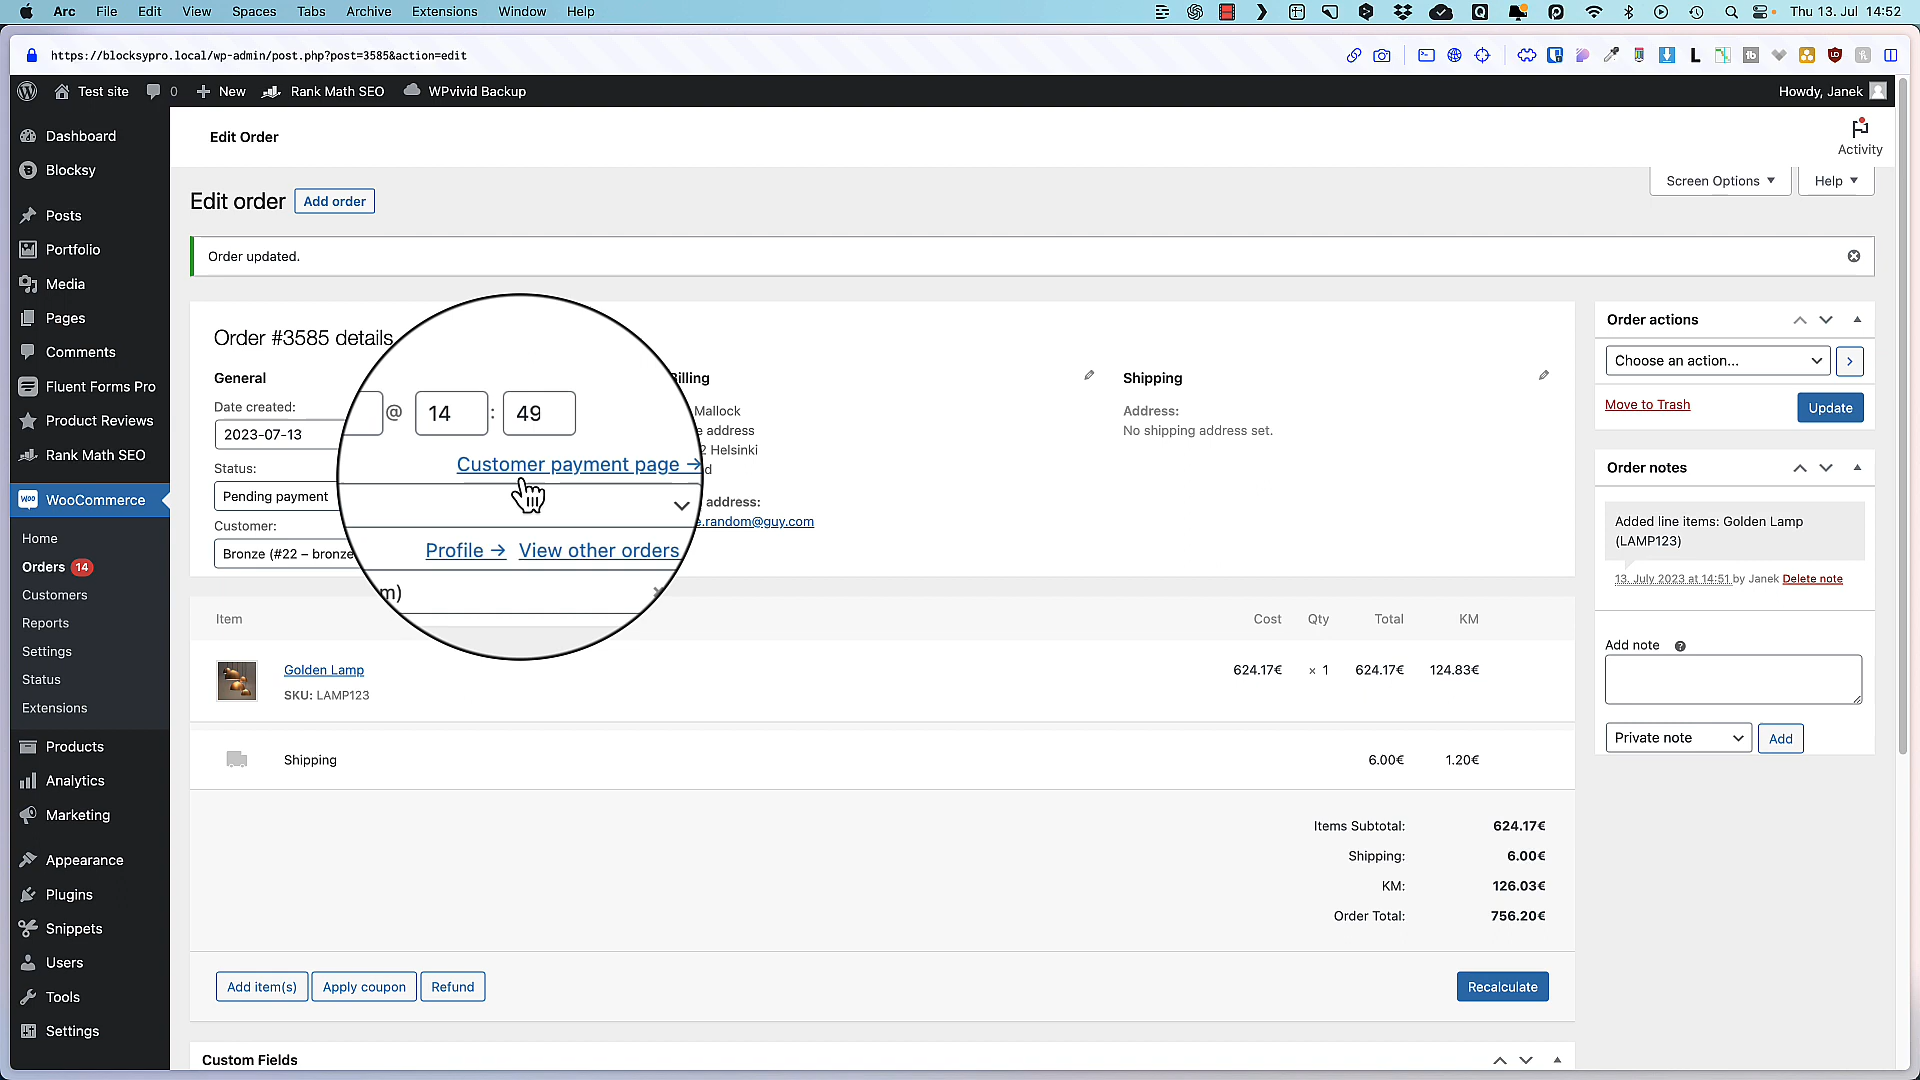 Arc File Edit View Spaces Tabs Archive Extensions Window Help Thu 13. Jul 14:52
https://blocksypro.local/wp-admin/post.php?post=3585&action=edit
Test site 0 New Rank Math SEO WPvivid Backup Howdy, Janek
Dashboard
Blocksy
Posts
Portfolio
Media
Pages
Comments
Fluent Forms Pro
Product Reviews
Rank Math SEO
WooCommerce
Home
Orders 14
Customers
Reports
Settings
Status
Extensions
Products
Analytics
Marketing
Appearance
Plugins
Snippets
Users
Tools
Settings
Edit Order
Activity
Screen Options Help
Edit order Add order
Order updated.
Order #3585 details
General
Date created:
2023-07-13
@ 14 : 49
Status:
Customer payment page →
Pending payment
Customer:
Profile → View other orders
Bronze (#22 – bronze
m) ×
Billing
Mallock
e address
2 Helsinki
d
address:
e.random@guy.com
Shipping
Address:
No shipping address set.
Item Cost Qty Total KM
Golden Lamp 624.17€ × 1 624.17€ 124.83€
SKU: LAMP123
Shipping 6.00€ 1.20€
Items Subtotal: 624.17€
Shipping: 6.00€
KM: 126.03€
Order Total: 756.20€
Add item(s) Apply coupon Refund Recalculate
Custom Fields
Order actions
Choose an action...
Move to Trash Update
Order notes
Added line items: Golden Lamp
(LAMP123)
13. July 2023 at 14:51 by Janek Delete note
Add note
Private note Add